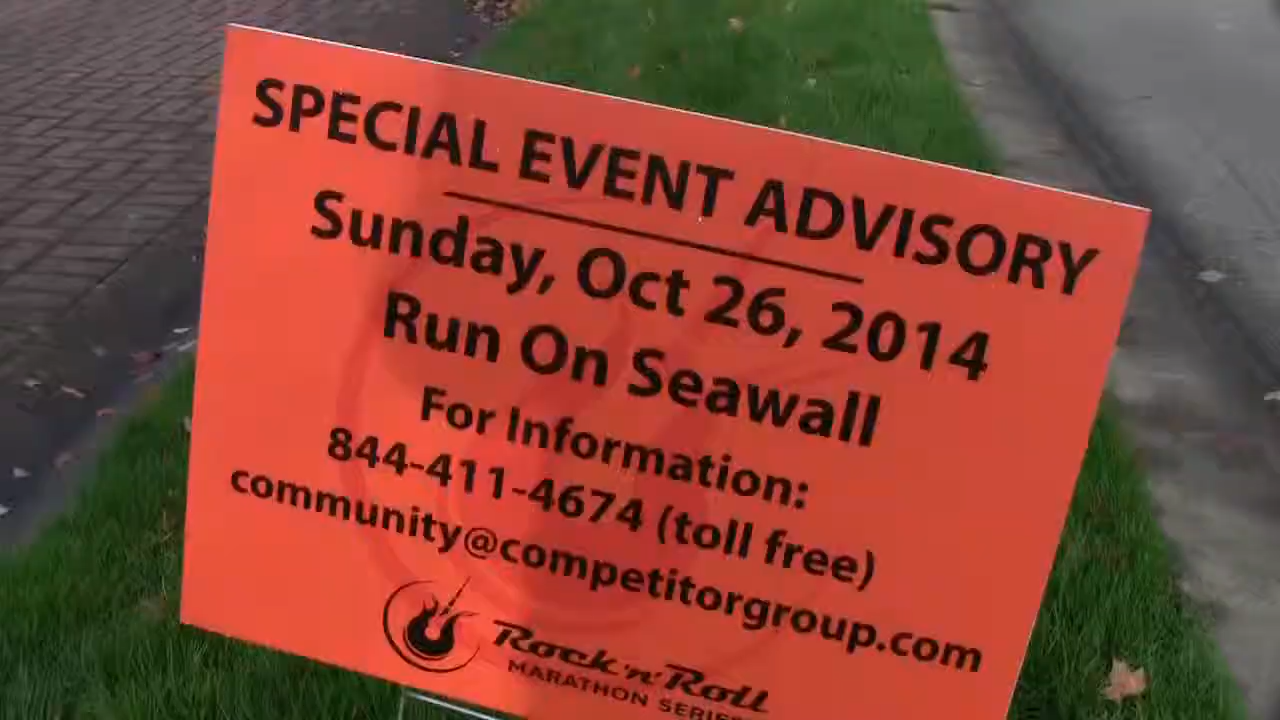 SPECIAL EVENT ADVISORY
Sunday, Oct 26, 2014
Run On Seawall
For Information:
844-411-4674 (toll free)
community@competitorgroup.com
Rock 'n' Roll
MARATHON SERIES